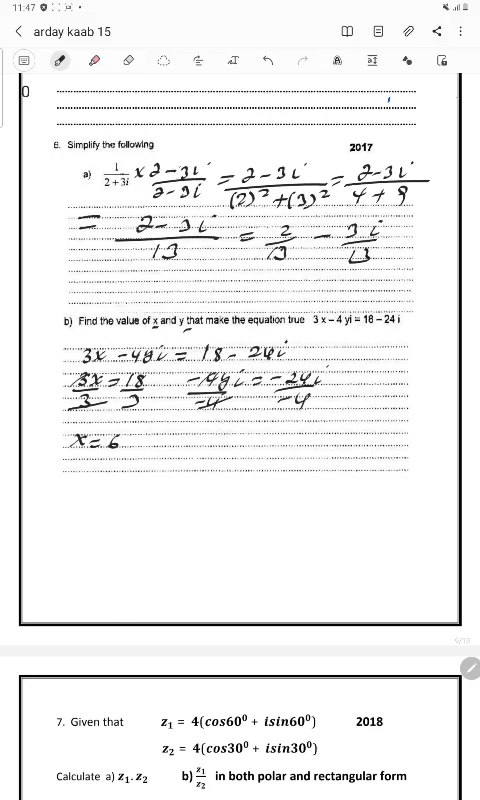 11:47
arday kaab 15
0
6. Simplify the following 2017
a) 1/(2 + 3i) × (2 - 3i)/(2 - 3i) = (2 - 3i)/((2)² + (3)²) = (2 - 3i)/(4 + 9)
= (2 - 3i)/13 = 2/13 - 3i/13
b) Find the value of x and y that make the equation true 3 x – 4 yi = 18 – 24 i
3x - 4yi = 18 - 24i
3x/3 = 18/3 -4yi/-4 = -24i/-4
x = 6
9/13
7. Given that z₁ = 4(cos60⁰ + isin60⁰) 2018
z₂ = 4(cos30⁰ + isin30⁰)
Calculate a) z₁. z₂ b) z₁/z₂ in both polar and rectangular form